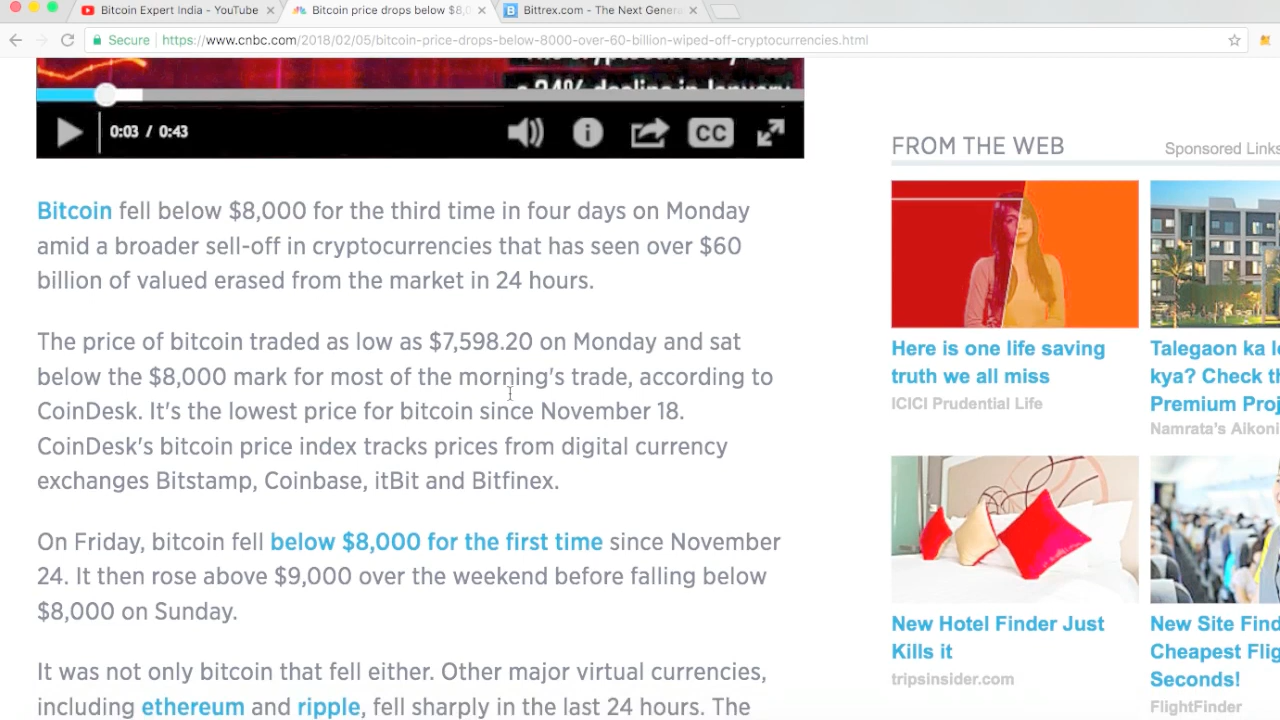 Bitcoin Expert India - YouTube
Bitcoin price drops below $8,0
Bittrex.com - The Next Genera
Secure
https://www.cnbc.com/2018/02/05/bitcoin-price-drops-below-8000-over-60-billion-wiped-off-cryptocurrencies.html
a 24% decline in January
0:03 / 0:43
CC
Bitcoin fell below $8,000 for the third time in four days on Monday
amid a broader sell-off in cryptocurrencies that has seen over $60
billion of valued erased from the market in 24 hours.
The price of bitcoin traded as low as $7,598.20 on Monday and sat
below the $8,000 mark for most of the morning's trade, according to
CoinDesk. It's the lowest price for bitcoin since November 18.
CoinDesk's bitcoin price index tracks prices from digital currency
exchanges Bitstamp, Coinbase, itBit and Bitfinex.
On Friday, bitcoin fell below $8,000 for the first time since November
24. It then rose above $9,000 over the weekend before falling below
$8,000 on Sunday.
It was not only bitcoin that fell either. Other major virtual currencies,
including ethereum and ripple, fell sharply in the last 24 hours. The
FROM THE WEB
Sponsored Links
Here is one life saving
truth we all miss
ICICI Prudential Life
Talegaon ka l
kya? Check th
Premium Proj
Namrata's Aikoni
New Hotel Finder Just
Kills it
tripsinsider.com
New Site Find
Cheapest Flig
Seconds!
FlightFinder